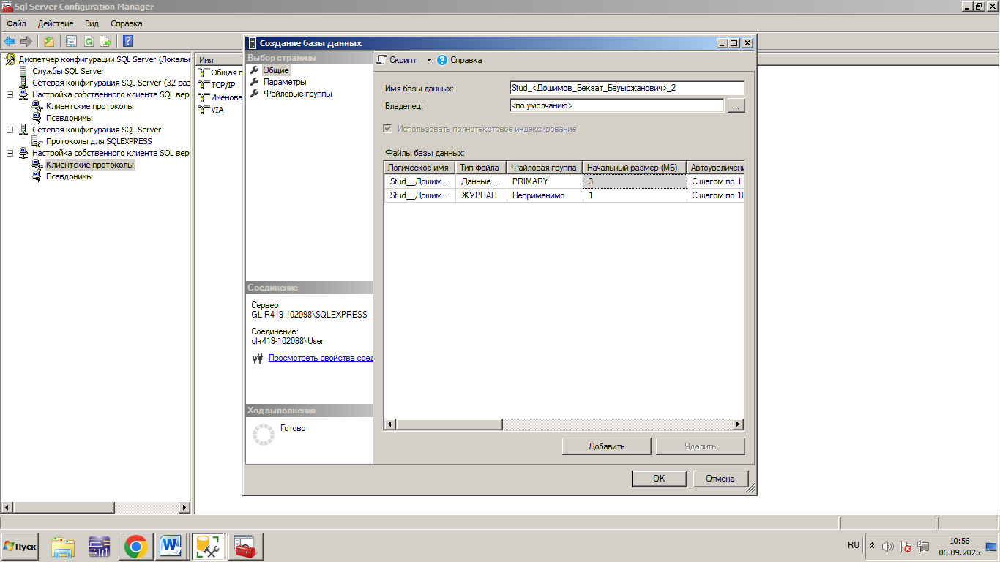 Sql Server Configuration Manager
Файл Действие Вид Справка
Диспетчер конфигурации SQL Server (Локальн
Службы SQL Server
Сетевая конфигурация SQL Server (32-раз
Настройка собственного клиента SQL верс
Клиентские протоколы
Псевдонимы
Сетевая конфигурация SQL Server
Протоколы для SQLEXPRESS
Настройка собственного клиента SQL верс
Клиентские протоколы
Псевдонимы
Имя
Общая п
TCP/IP
Именова
VIA
Создание базы данных
Выбор страницы
Общие
Параметры
Файловые группы
Скрипт Справка
Имя базы данных: Stud_<Дошимов_Бекзат_Бауыржанович>_2
Владелец: <по умолчанию> ...
Использовать полнотекстовое индексирование
Файлы базы данных:
Логическое имя Тип файла Файловая группа Начальный размер (МБ) Автоувеличени
Stud__Дошим... Данные ... PRIMARY 3 С шагом по 1
Stud__Дошим... ЖУРНАЛ Неприменимо 1 С шагом по 10
Соединение
Сервер:
GL-R419-102098\SQLEXPRESS
Соединение:
gl-r419-102098\User
Просмотреть свойства соед
Ход выполнения
Готово
Добавить Удалить
OK Отмена
Пуск
RU
10:56
06.09.2025